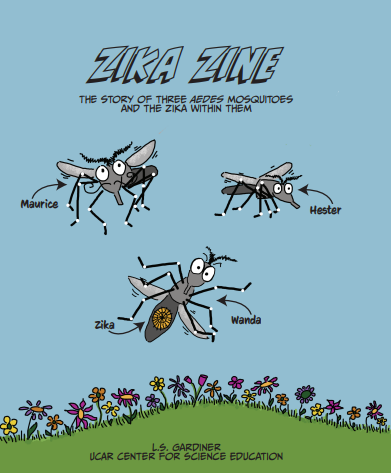 ZIKA ZINE
THE STORY OF THREE AEDES MOSQUITOES
AND THE ZIKA WITHIN THEM
Maurice
Hester
Zika
Wanda
L.S. GARDINER
UCAR CENTER FOR SCIENCE EDUCATION